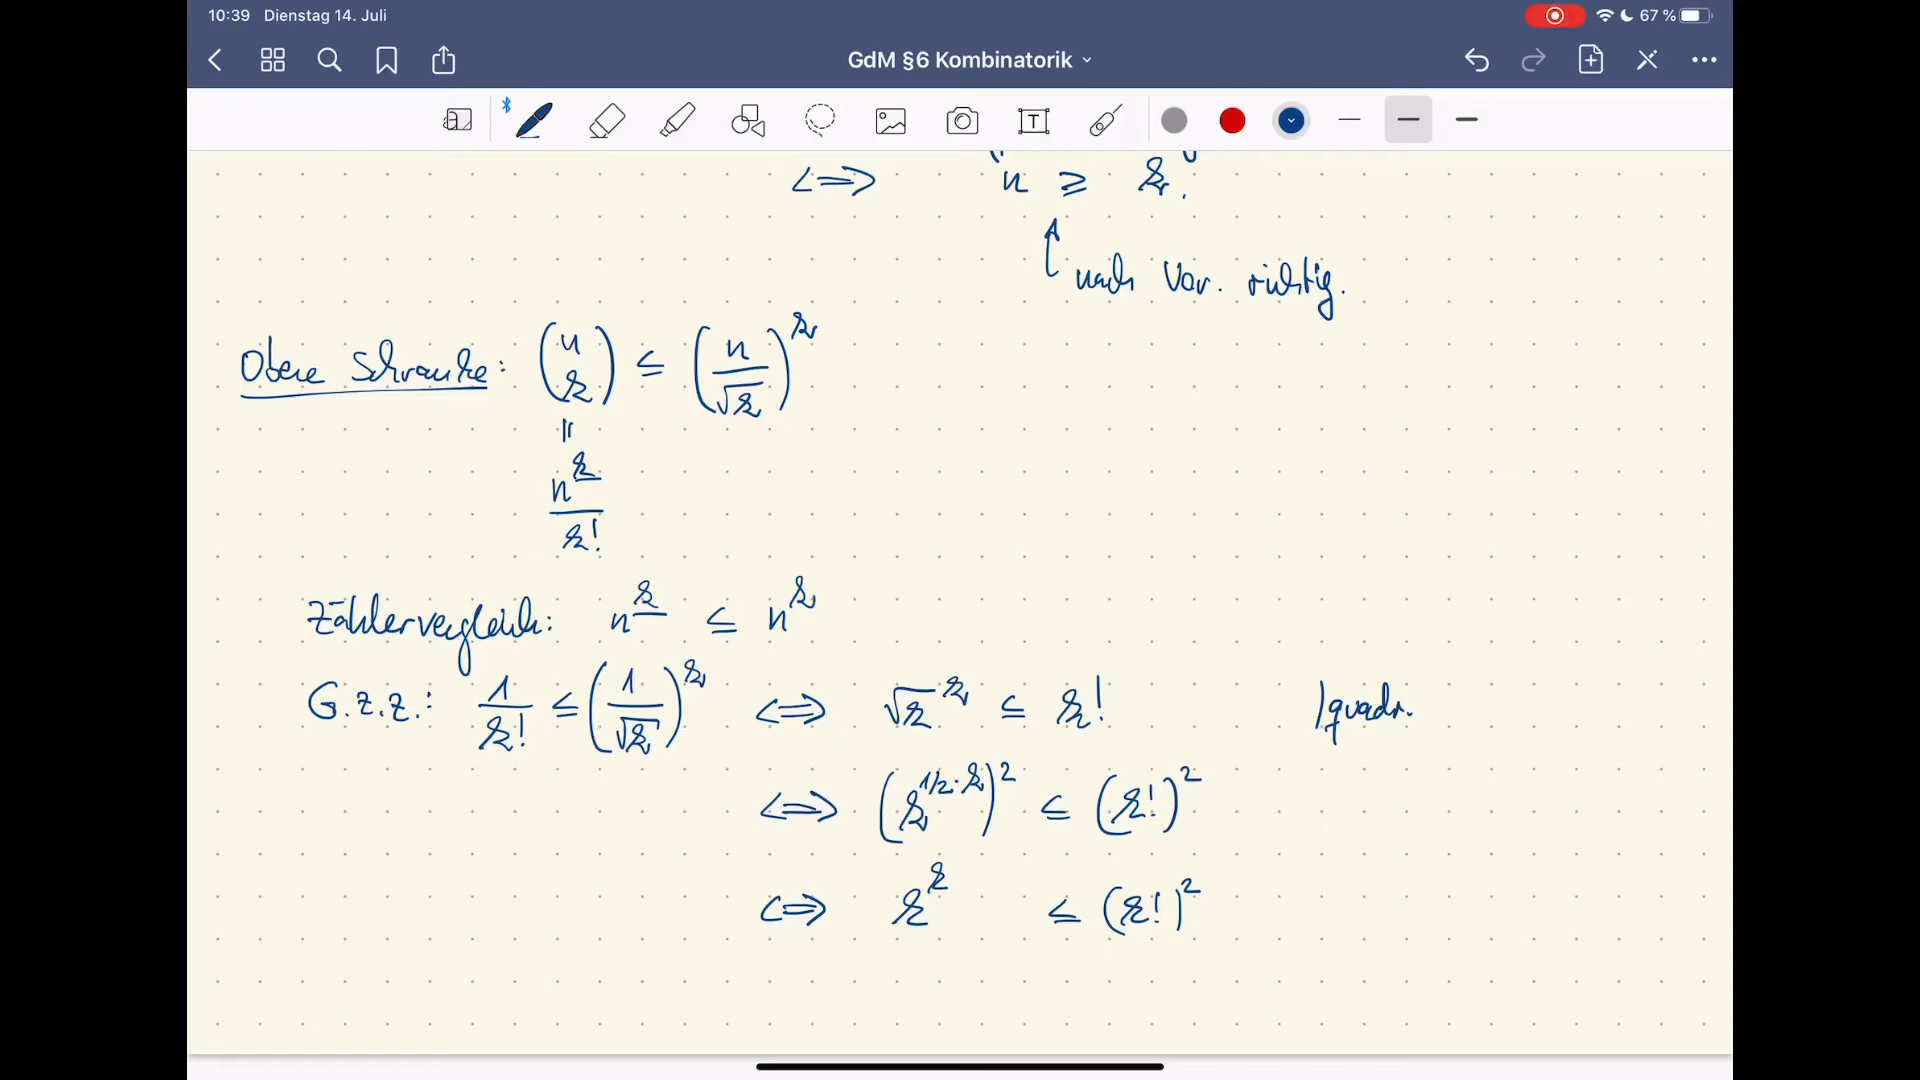 10:39 Dienstag 14. Juli 67 %
GdM §6 Kombinatorik
⟺ n ≥ k.
nach Vor. richtig.
Obere Schranke: (n k) ≤ (n/√k)^k
=
n^k̲ / k!
Zählervergleich: n^k̲ ≤ n^k
G.z.z.: 1/k! ≤ (1/√k)^k ⟺ √k^k ≤ k! |quadr.
⟺ (k^{1/2·k})^2 ≤ (k!)^2
⟺ k^k ≤ (k!)^2